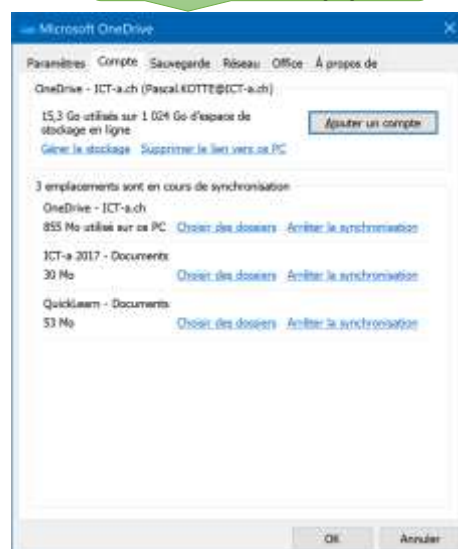 Microsoft OneDrive
Paramètres Compte Sauvegarde Réseau Office À propos de
OneDrive - ICT-a.ch (Pascal.KOTTE@ICT-a.ch)
15,3 Go utilisés sur 1 024 Go d'espace de
stockage en ligne
Ajouter un compte
Gérer le stockage Supprimer le lien vers ce PC
3 emplacements sont en cours de synchronisation
OneDrive - ICT-a.ch
855 Mo utilisé sur ce PC Choisir des dossiers Arrêter la synchronisation
ICT-a 2017 - Documents
30 Mo Choisir des dossiers Arrêter la synchronisation
QuickLearn - Documents
53 Mo Choisir des dossiers Arrêter la synchronisation
OK Annuler